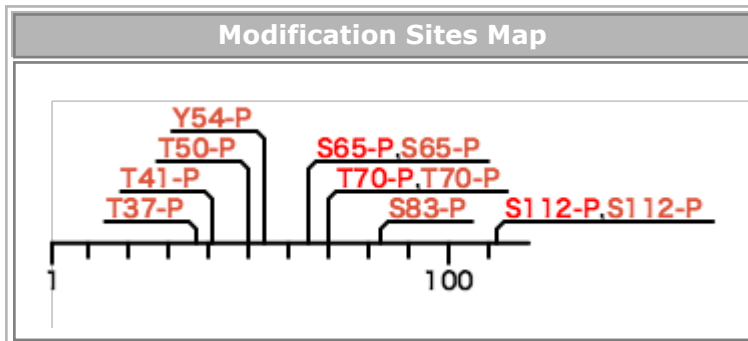 Modification Sites Map
Y54-P
T50-P S65-P,S65-P
T41-P T70-P,T70-P
T37-P S83-P S112-P,S112-P
1 100